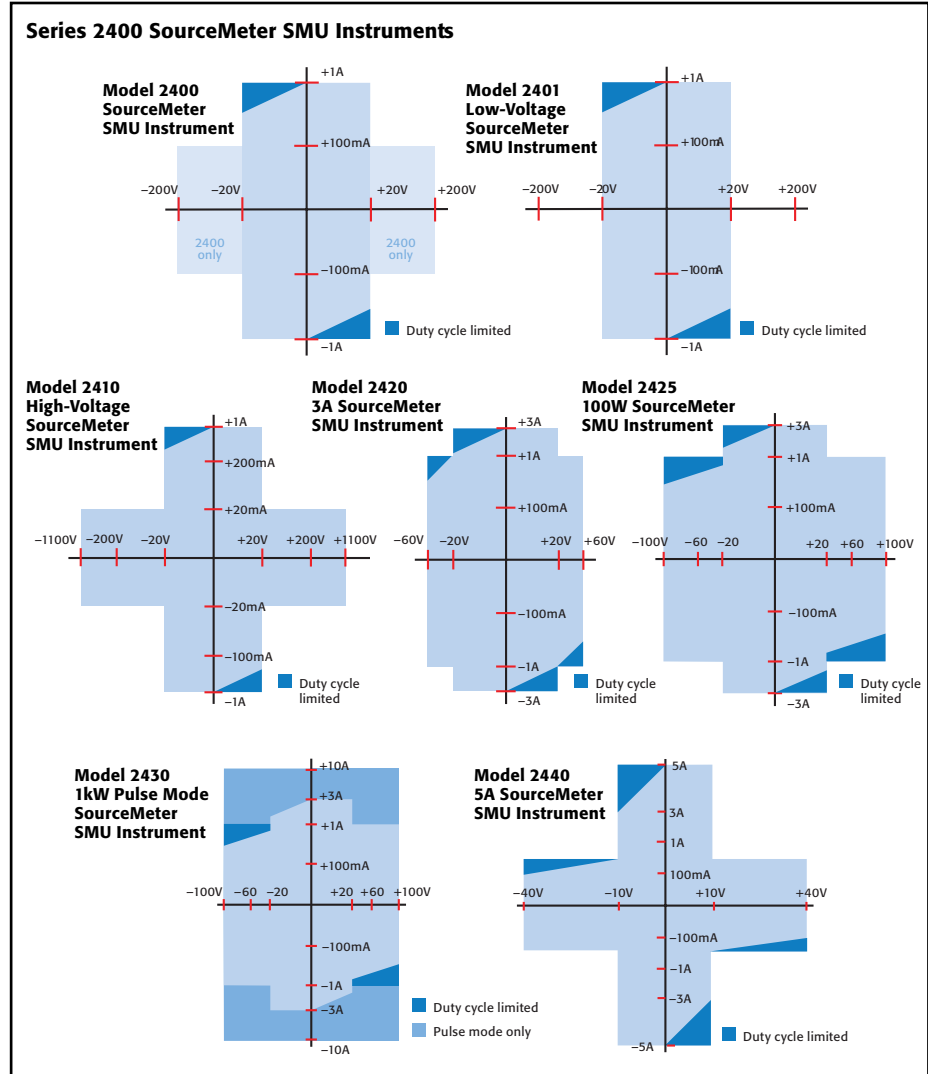 Series 2400 SourceMeter SMU Instruments
Model 2400
SourceMeter
SMU Instrument
+1A
+100mA
−200V
−20V
+20V
+200V
2400
only
2400
only
−100mA
−1A
Duty cycle limited
Model 2401
Low-Voltage
SourceMeter
SMU Instrument
+1A
+100mA
−200V
−20V
+20V
+200V
−100mA
−1A
Duty cycle limited
Model 2410
High-Voltage
SourceMeter
SMU Instrument
+1A
+200mA
+20mA
−1100V
−200V
−20V
+20V
+200V
+1100V
−20mA
−100mA
−1A
Duty cycle
limited
Model 2420
3A SourceMeter
SMU Instrument
+3A
+1A
+100mA
−60V
−20V
+20V
+60V
−100mA
−1A
−3A
Duty cycle
limited
Model 2425
100W SourceMeter
SMU Instrument
+3A
+1A
+100mA
−100V
−60
−20
+20
+60
+100V
−100mA
−1A
−3A
Duty cycle
limited
Model 2430
1kW Pulse Mode
SourceMeter
SMU Instrument
+10A
+3A
+1A
+100mA
−100V
−60
−20
+20
+60
+100V
−100mA
−1A
−3A
−10A
Duty cycle limited
Pulse mode only
Model 2440
5A SourceMeter
SMU Instrument
5A
3A
1A
100mA
−40V
−10V
+10V
+40V
−100mA
−1A
−3A
−5A
Duty cycle limited